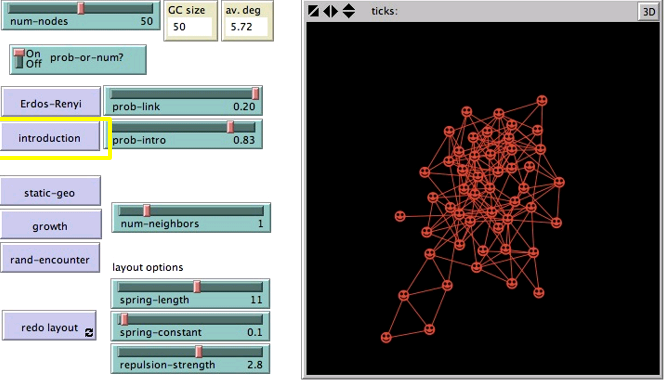 num-nodes 50
GC size
50
av. deg
5.72
On
Off
prob-or-num?
Erdos-Renyi
prob-link 0.20
introduction
prob-intro 0.83
static-geo
growth
num-neighbors 1
rand-encounter
layout options
spring-length 11
redo layout
spring-constant 0.1
repulsion-strength 2.8
ticks:
3D